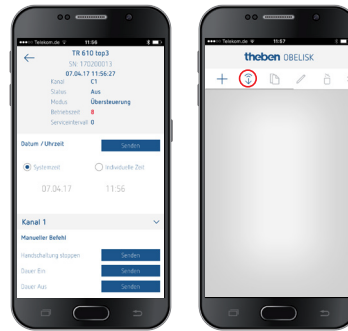 Telekom.de 11:56
TR 610 top3
SN: 170200013
07.04.17 11:56:27
Kanal C1
Status Aus
Modus Übersteuerung
Betriebszeit 8
Serviceintervall 0
Datum / Uhrzeit Senden
Systemzeit Individuelle Zeit
07.04.17 11:56
Kanal 1
Manueller Befehl
Handschaltung stoppen Senden
Dauer Ein Senden
Dauer Aus Senden
Telekom.de 11:57
theben OBELISK